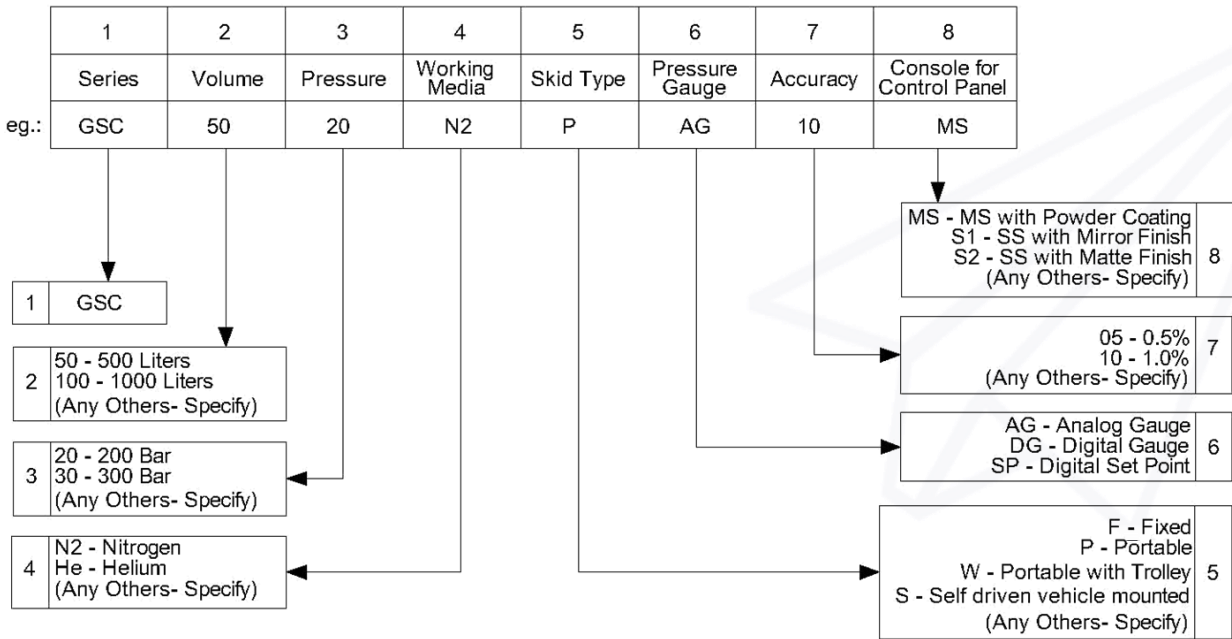 1 2 3 4 5 6 7 8
Series Volume Pressure Working Media Skid Type Pressure Gauge Accuracy Console for Control Panel
eg.: GSC 50 20 N2 P AG 10 MS
MS - MS with Powder Coating
S1 - SS with Mirror Finish
S2 - SS with Matte Finish
(Any Others- Specify)
8
1 GSC
05 - 0.5%
10 - 1.0%
(Any Others- Specify)
7
2
50 - 500 Liters
100 - 1000 Liters
(Any Others- Specify)
AG - Analog Gauge
DG - Digital Gauge
SP - Digital Set Point
6
3
20 - 200 Bar
30 - 300 Bar
(Any Others- Specify)
F - Fixed
P - Portable
W - Portable with Trolley
S - Self driven vehicle mounted
(Any Others- Specify)
5
4
N2 - Nitrogen
He - Helium
(Any Others- Specify)